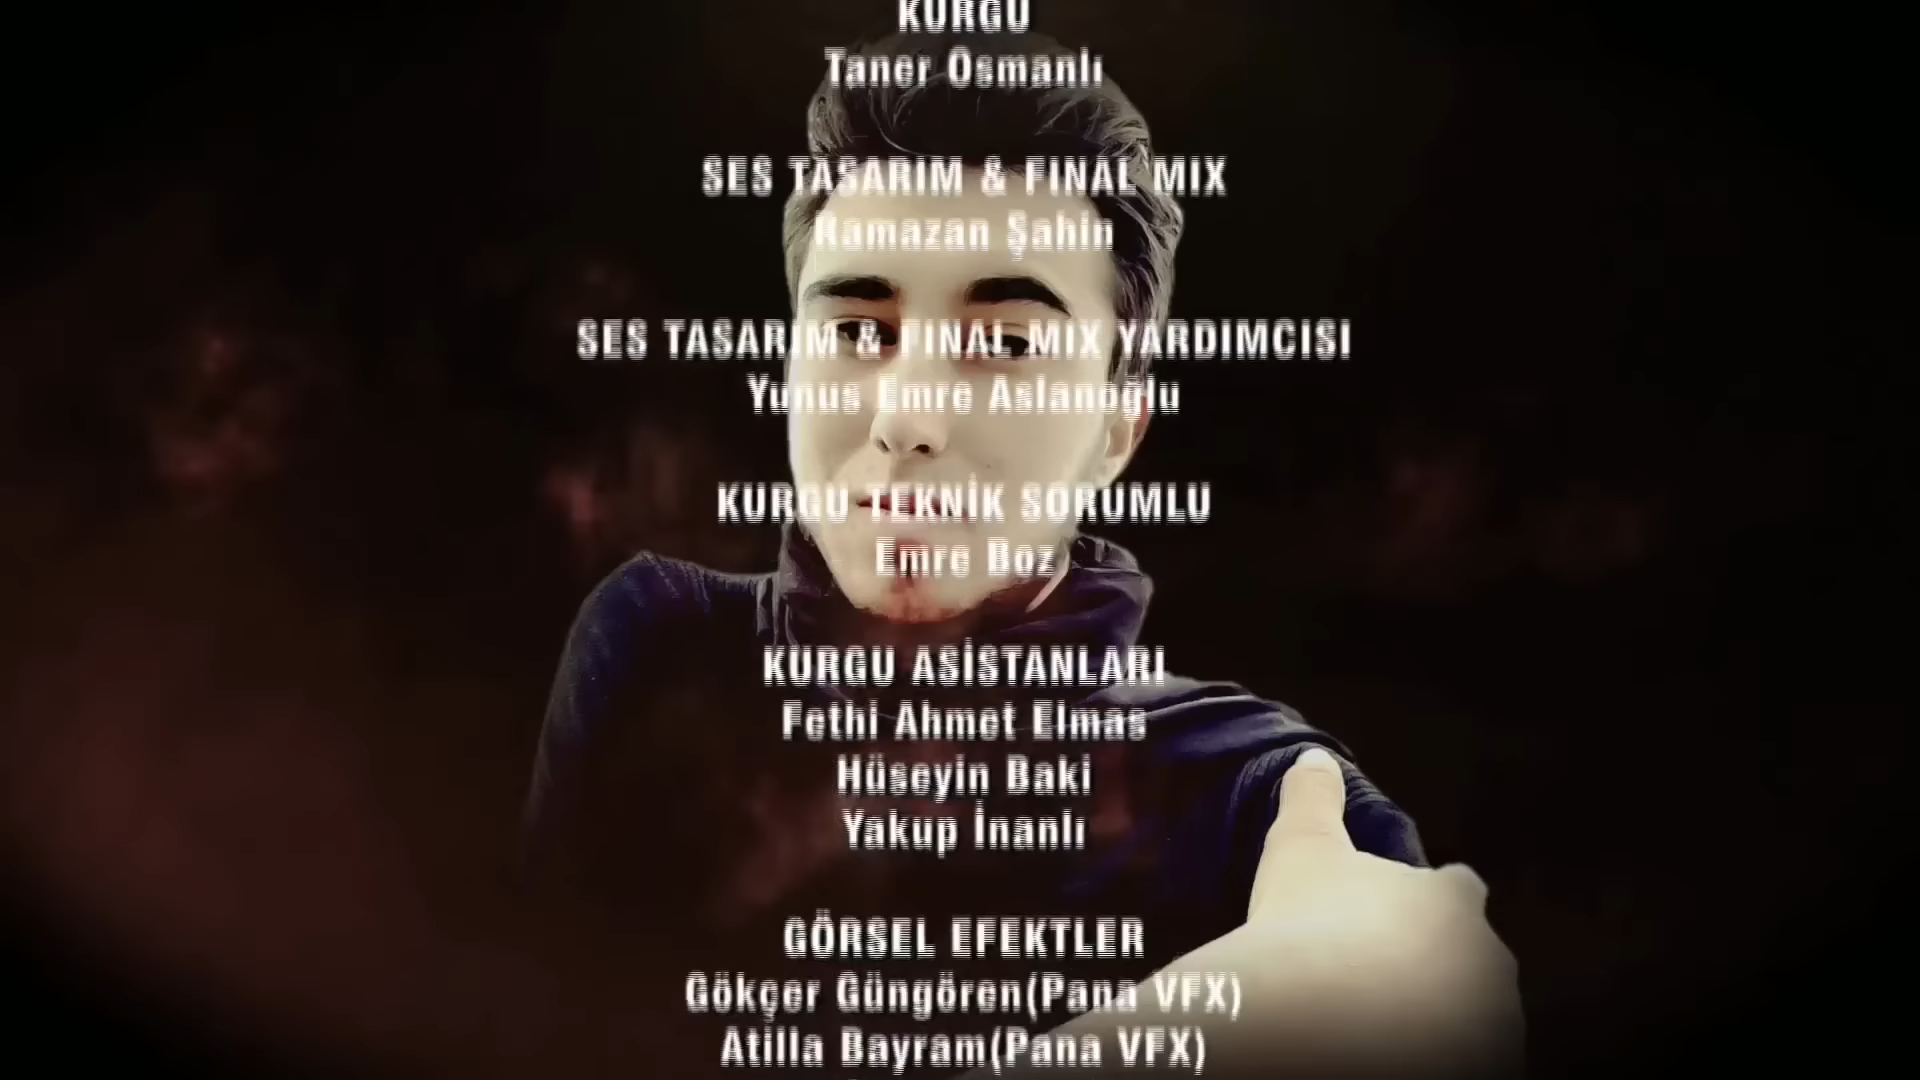 KURGU
Taner Osmanlı
SES TASARIM & FINAL MIX
Ramazan Şahin
SES TASARIM & FINAL MIX YARDIMCISI
Yunus Emre Aslanoğlu
KURGU TEKNİK SORUMLU
Emre Boz
KURGU ASİSTANLARI
Fethi Ahmet Elmas
Hüseyin Baki
Yakup İnanlı
GÖRSEL EFEKTLER
Gökçer Güngören(Pana VFX)
Atilla Bayram(Pana VFX)